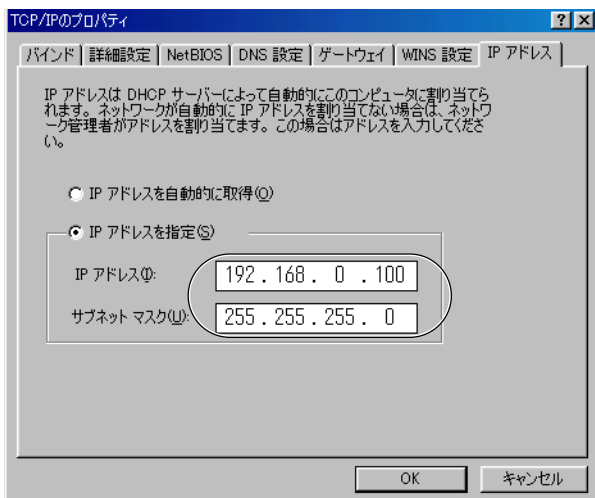 TCP/IPのプロパティ
バインド 詳細設定 NetBIOS DNS 設定 ゲートウェイ WINS 設定 IP アドレス
IP アドレスは DHCP サーバーによって自動的にこのコンピュータに割り当てら
れます。ネットワークが自動的に IP アドレスを割り当てない場合は、ネットワ
ーク管理者がアドレスを割り当てます。この場合はアドレスを入力してくださ
い。
IP アドレスを自動的に取得(O)
IP アドレスを指定(S)
IP アドレス(I): 192 . 168 . 0 . 100
サブネット マスク(U): 255 . 255 . 255 . 0
OK キャンセル